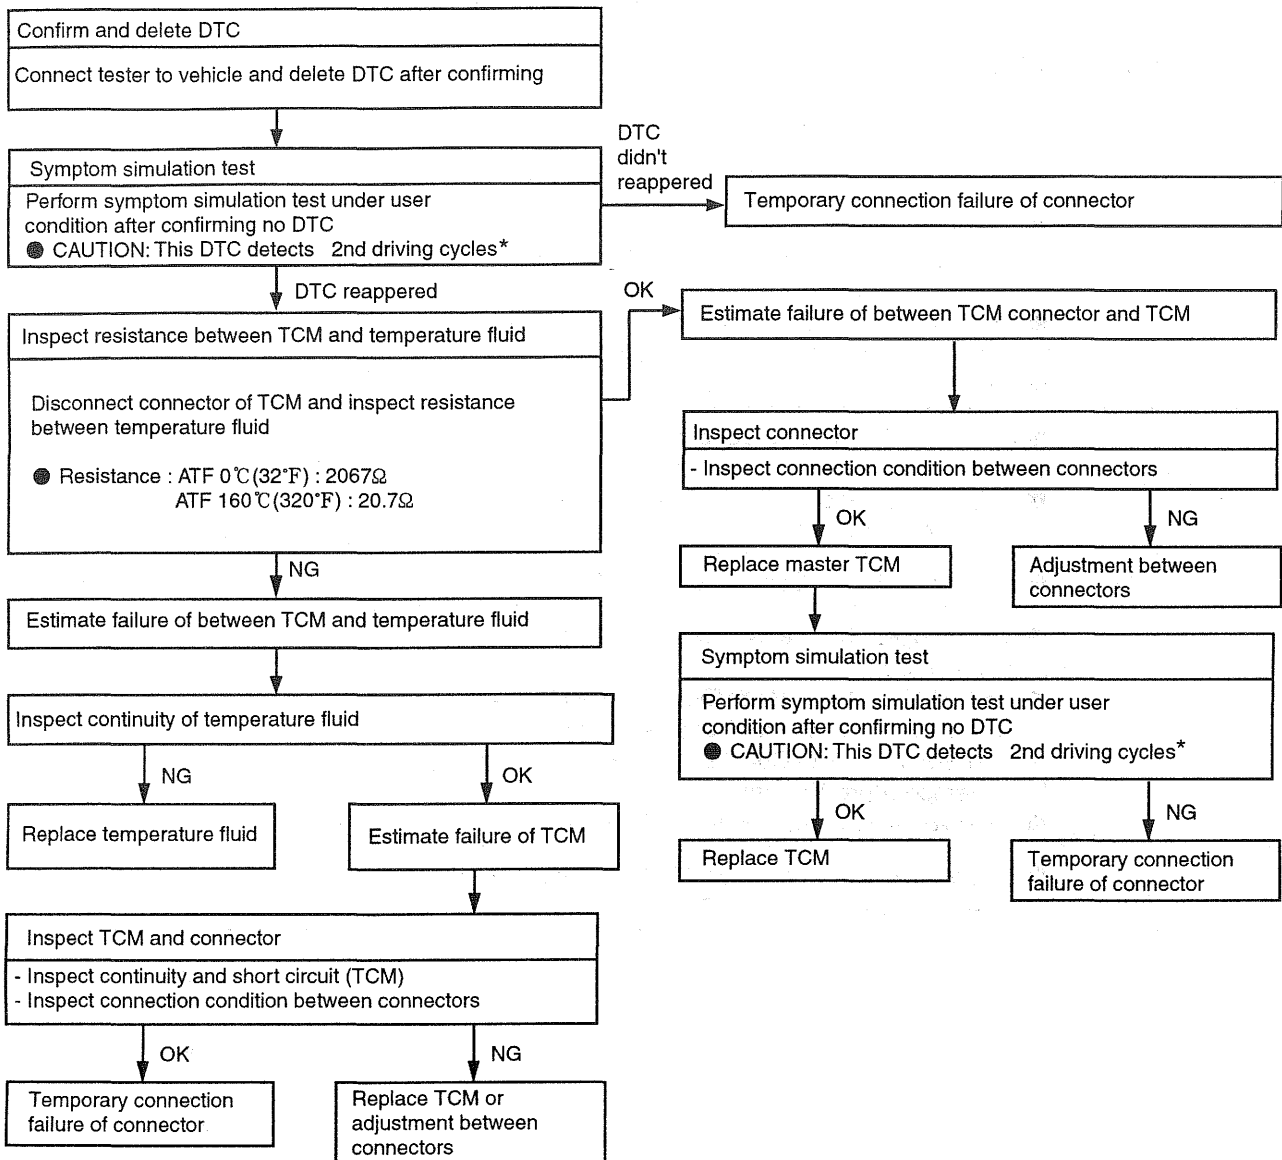 Confirm and delete DTC
Connect tester to vehicle and delete DTC after confirming
Symptom simulation test
Perform symptom simulation test under user
condition after confirming no DTC
● CAUTION: This DTC detects 2nd driving cycles*
DTC
didn't
reappered
Temporary connection failure of connector
DTC reappered
Inspect resistance between TCM and temperature fluid
Disconnect connector of TCM and inspect resistance
between temperature fluid
● Resistance : ATF 0℃(32°F) : 2067Ω
ATF 160℃(320°F) : 20.7Ω
OK
Estimate failure of between TCM connector and TCM
Inspect connector
- Inspect connection condition between connectors
OK
NG
Replace master TCM
Adjustment between
connectors
Symptom simulation test
Perform symptom simulation test under user
condition after confirming no DTC
● CAUTION: This DTC detects 2nd driving cycles*
OK
NG
Replace TCM
Temporary connection
failure of connector
NG
Estimate failure of between TCM and temperature fluid
Inspect continuity of temperature fluid
NG
OK
Replace temperature fluid
Estimate failure of TCM
Inspect TCM and connector
- Inspect continuity and short circuit (TCM)
- Inspect connection condition between connectors
OK
NG
Temporary connection
failure of connector
Replace TCM or
adjustment between
connectors